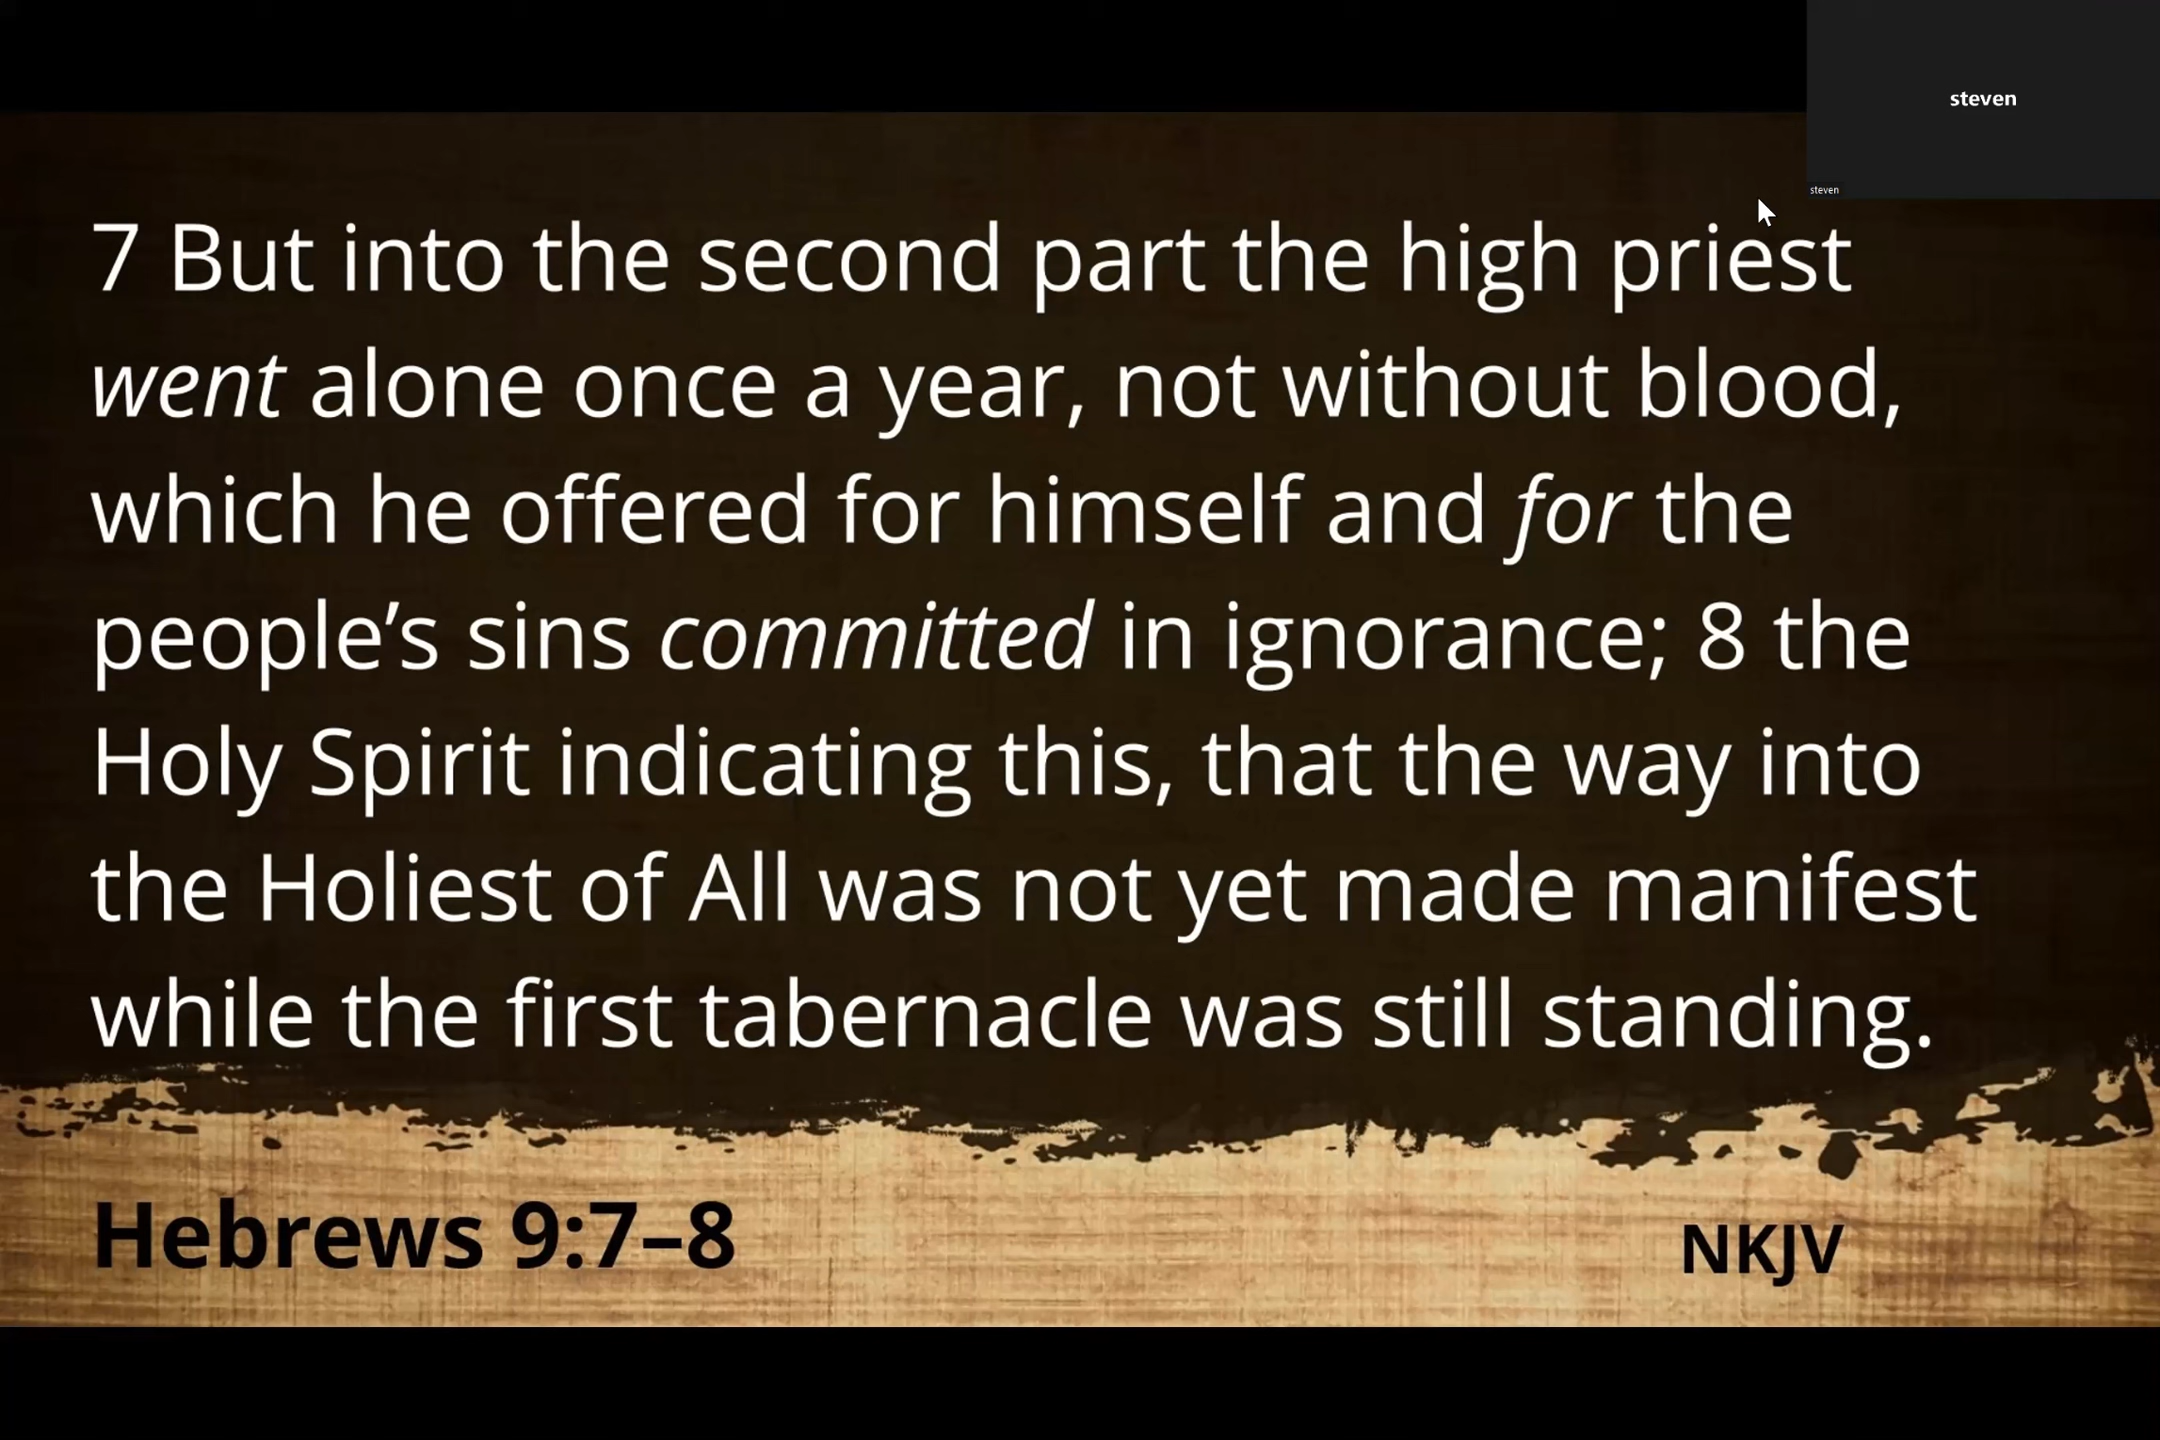 steven
steven
7 But into the second part the high priest
went alone once a year, not without blood,
which he offered for himself and for the
people’s sins committed in ignorance; 8 the
Holy Spirit indicating this, that the way into
the Holiest of All was not yet made manifest
while the first tabernacle was still standing.
Hebrews 9:7–8
NKJV